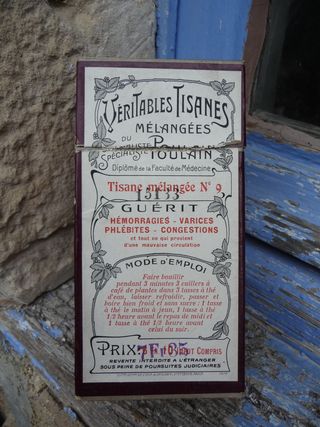 VÉRITABLES TISANES
MÉLANGÉES
DU
SPÉCIALISTE POULAIN
Diplômé de la Faculté de Médecine
Tisane mélangée N° 9
15133
GUÉRIT
HÉMORRAGIES - VARICES
PHLÉBITES - CONGESTIONS
et tout ce qui provient
d'une mauvaise circulation
MODE D'EMPLOI
Faire bouillir
pendant 3 minutes 3 cuillers à
café de plantes dans 3 tasses à thé
d'eau, laisser refroidir, passer et
boire bien froid et sans sucre : 1 tasse
à thé le matin à jeun, 1 tasse à thé
1/2 heure avant le repas de midi et
1 tasse à thé 1/2 heure avant
celui du soir.
PRIX
COMPRIS
REVENTE INTERDITE A L'ÉTRANGER
SOUS PEINE DE POURSUITES JUDICIAIRES